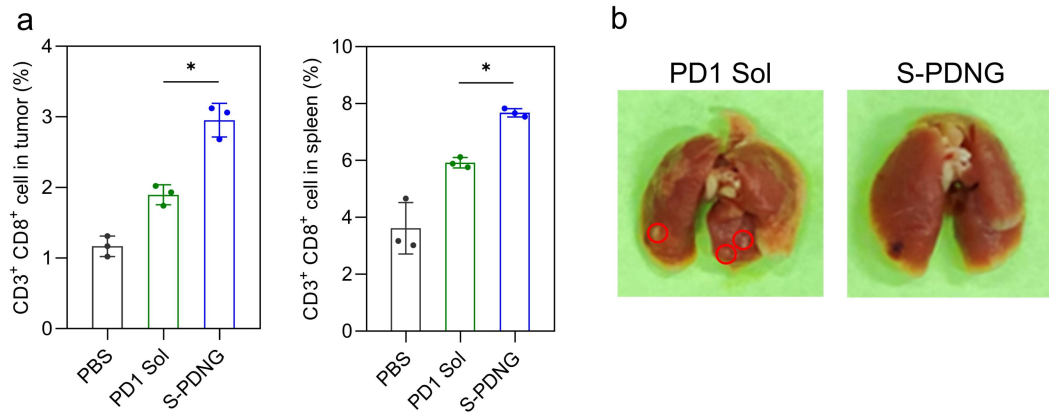 a
CD3⁺ CD8⁺ cell in tumor (%)
4
3
2
1
0
*
PBS
PD1 Sol
S-PDNG
CD3⁺ CD8⁺ cell in spleen (%)
10
8
6
4
2
0
*
PBS
PD1 Sol
S-PDNG
b
PD1 Sol
S-PDNG